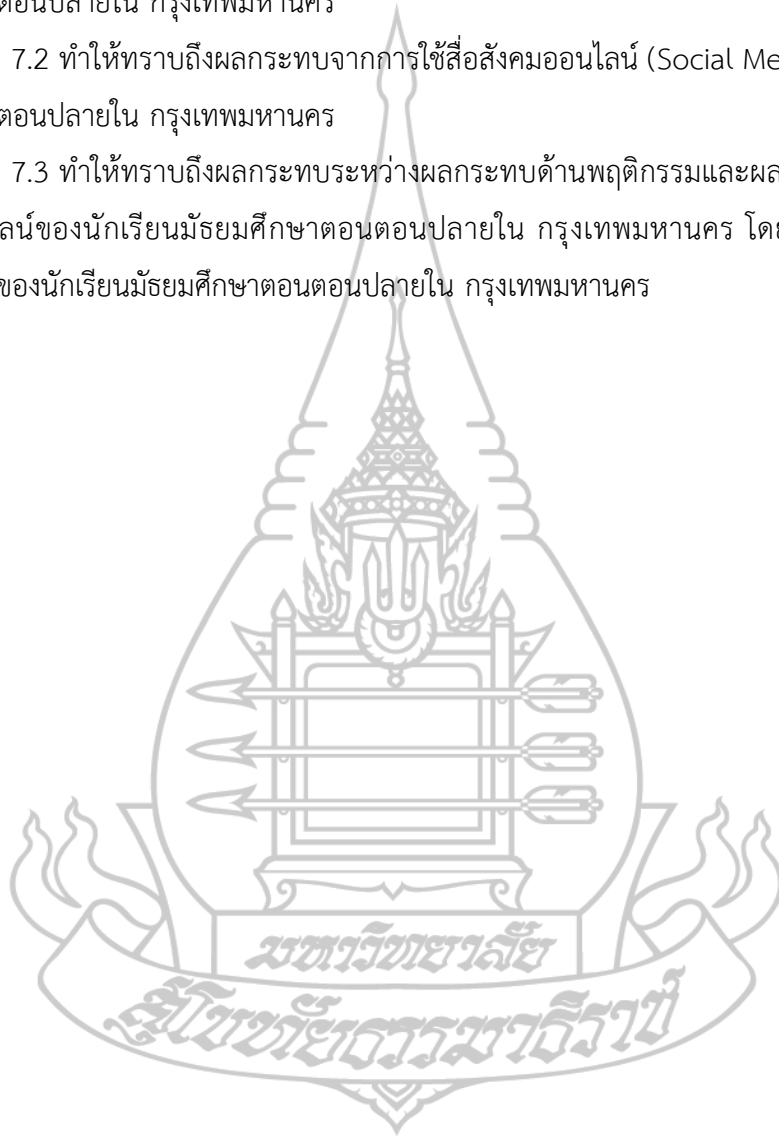 ตอนปลายใน กรุงเทพมหานคร
7.2 ทำให้ทราบถึงผลกระทบจากการใช้สื่อสังคมออนไลน์ (Social Me
ตอนปลายใน กรุงเทพมหานคร
7.3 ทำให้ทราบถึงผลกระทบระหว่างผลกระทบด้านพฤติกรรมและผล
ลน์ของนักเรียนมัธยมศึกษาตอนตอนปลายใน กรุงเทพมหานคร โดย
ของนักเรียนมัธยมศึกษาตอนตอนปลายใน กรุงเทพมหานคร
มหาวิทยาลัย
สุโขทัยธรรมาธิราช